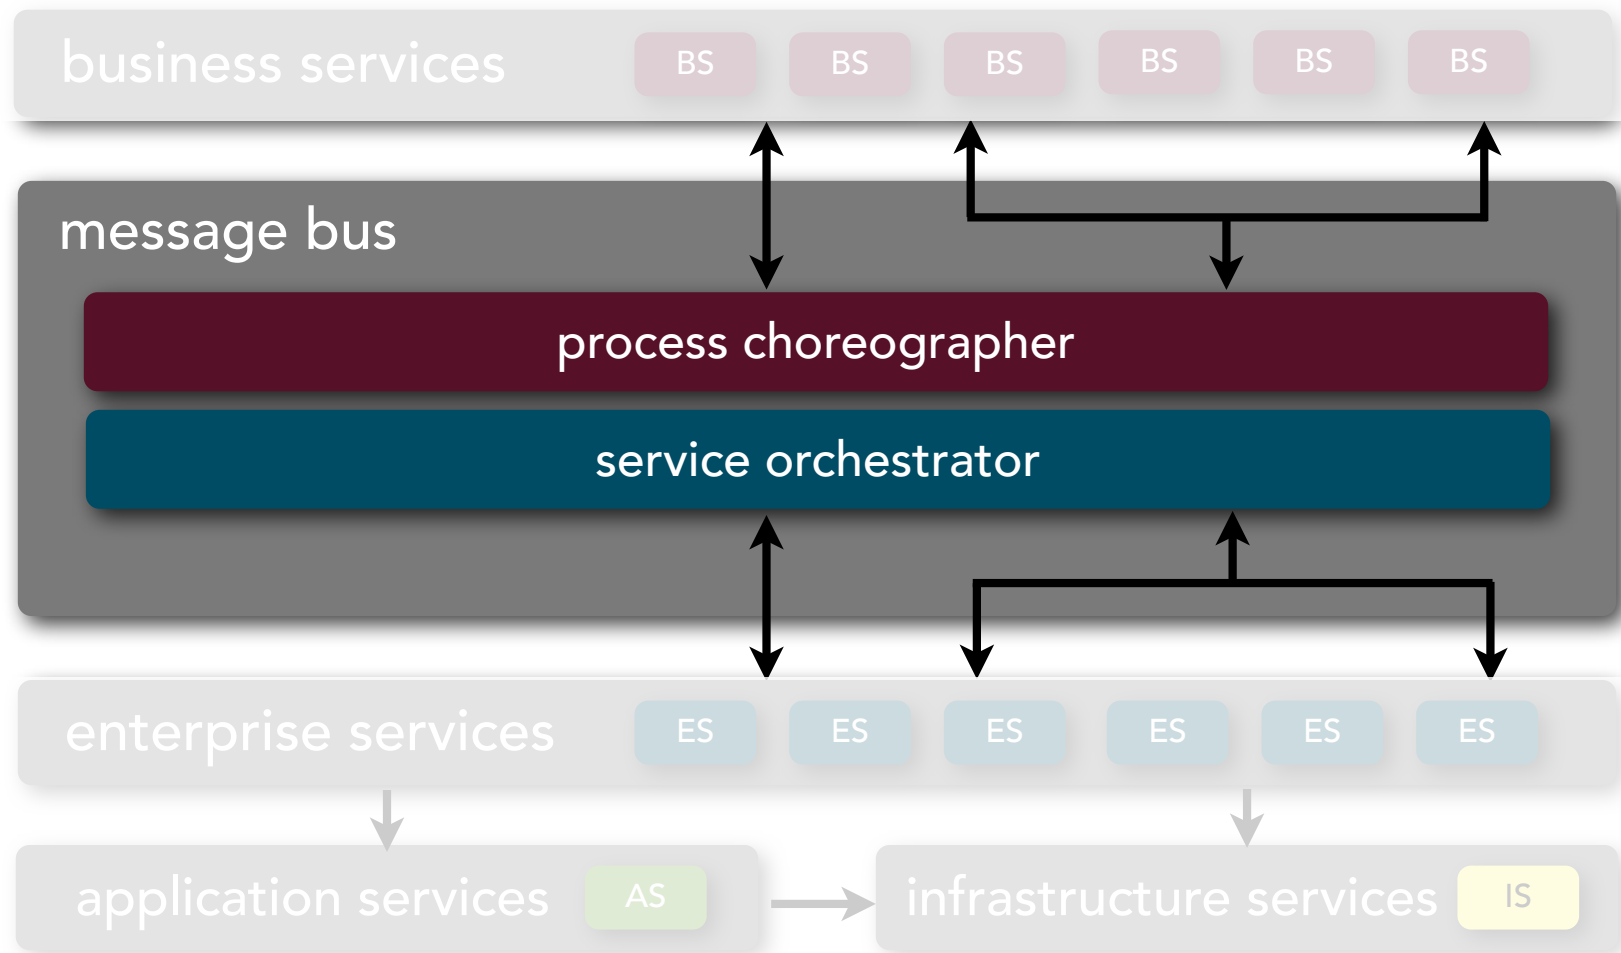 business services
BS BS BS BS BS BS
message bus
process choreographer
service orchestrator
enterprise services
ES ES ES ES ES ES
application services
AS
infrastructure services
IS